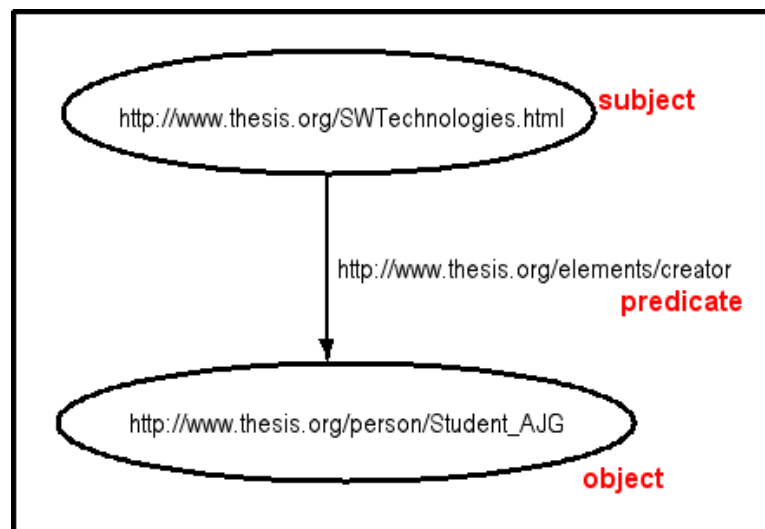 http://www.thesis.org/SWTechnologies.html
subject
http://www.thesis.org/elements/creator
predicate
http://www.thesis.org/person/Student_AJG
object